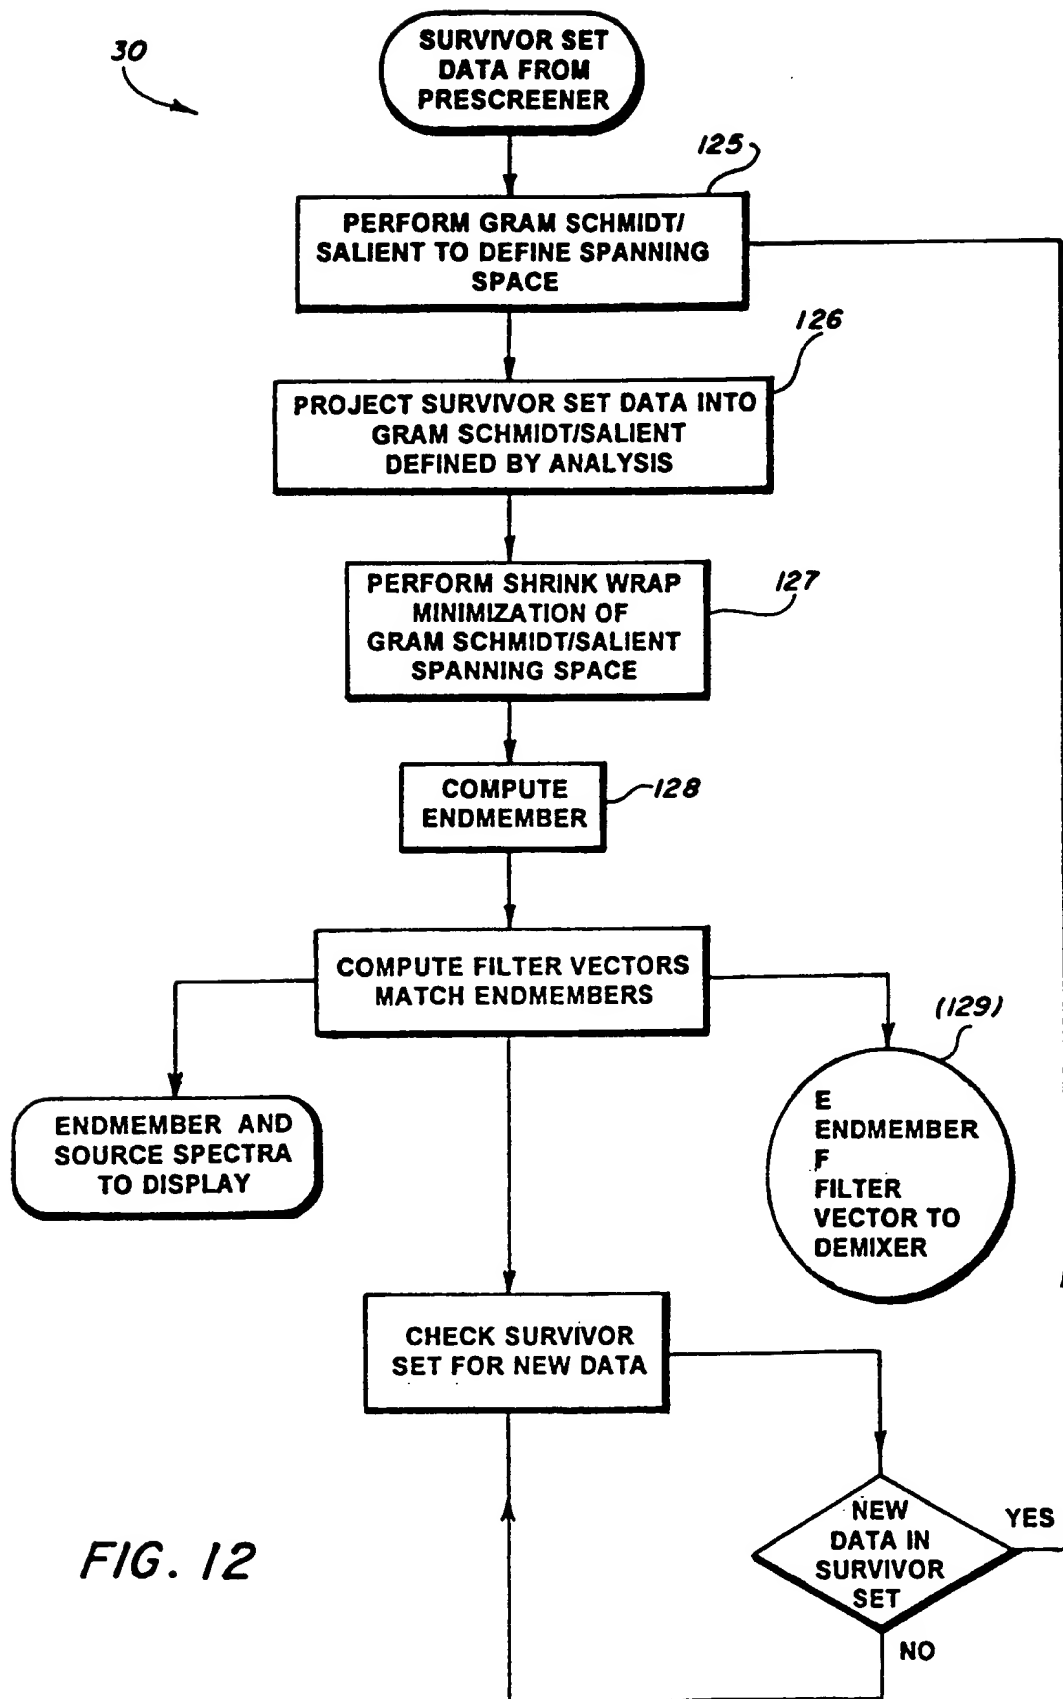 30
SURVIVOR SET
DATA FROM
PRESCREENER
125
PERFORM GRAM SCHMIDT/
SALIENT TO DEFINE SPANNING
SPACE
126
PROJECT SURVIVOR SET DATA INTO
GRAM SCHMIDT/SALIENT
DEFINED BY ANALYSIS
127
PERFORM SHRINK WRAP
MINIMIZATION OF
GRAM SCHMIDT/SALIENT
SPANNING SPACE
128
COMPUTE
ENDMEMBER
COMPUTE FILTER VECTORS
MATCH ENDMEMBERS
(129)
ENDMEMBER AND
SOURCE SPECTRA
TO DISPLAY
E
ENDMEMBER
F
FILTER
VECTOR TO
DEMIXER
CHECK SURVIVOR
SET FOR NEW DATA
NEW
DATA IN
SURVIVOR
SET
YES
NO
FIG. 12